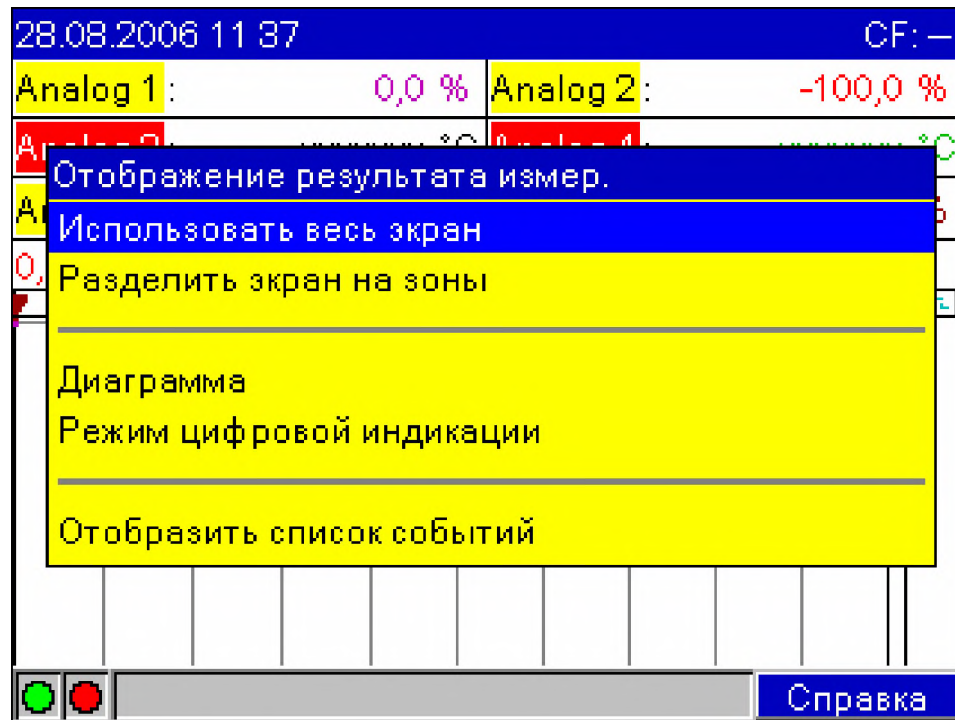 28.08.2006 11 37 CF: –
Analog 1 : 0,0 % Analog 2 : -100,0 %
°C °C
Отображение результата измер.
Использовать весь экран
Разделить экран на зоны
Диаграмма
Режим цифровой индикации
Отобразить список событий
Справка